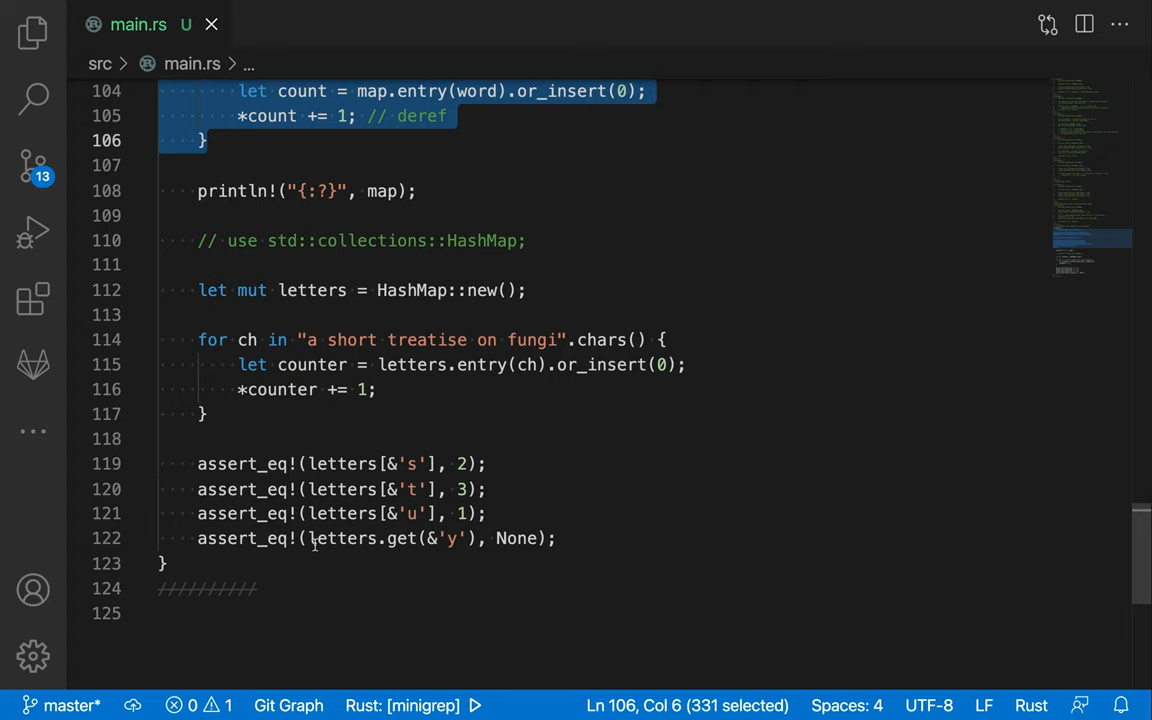 main.rs U
src > main.rs > ...
104 let count = map.entry(word).or_insert(0);
105 *count += 1; // deref
106 }
107
108 println!("{:?}", map);
109
110 // use std::collections::HashMap;
111
112 let mut letters = HashMap::new();
113
114 for ch in "a short treatise on fungi".chars() {
115 let counter = letters.entry(ch).or_insert(0);
116 *counter += 1;
117 }
118
119 assert_eq!(letters[&'s'], 2);
120 assert_eq!(letters[&'t'], 3);
121 assert_eq!(letters[&'u'], 1);
122 assert_eq!(letters.get(&'y'), None);
123 }
124 //////////
125
13
master* 0 1 Git Graph Rust: [minigrep] Ln 106, Col 6 (331 selected) Spaces: 4 UTF-8 LF Rust